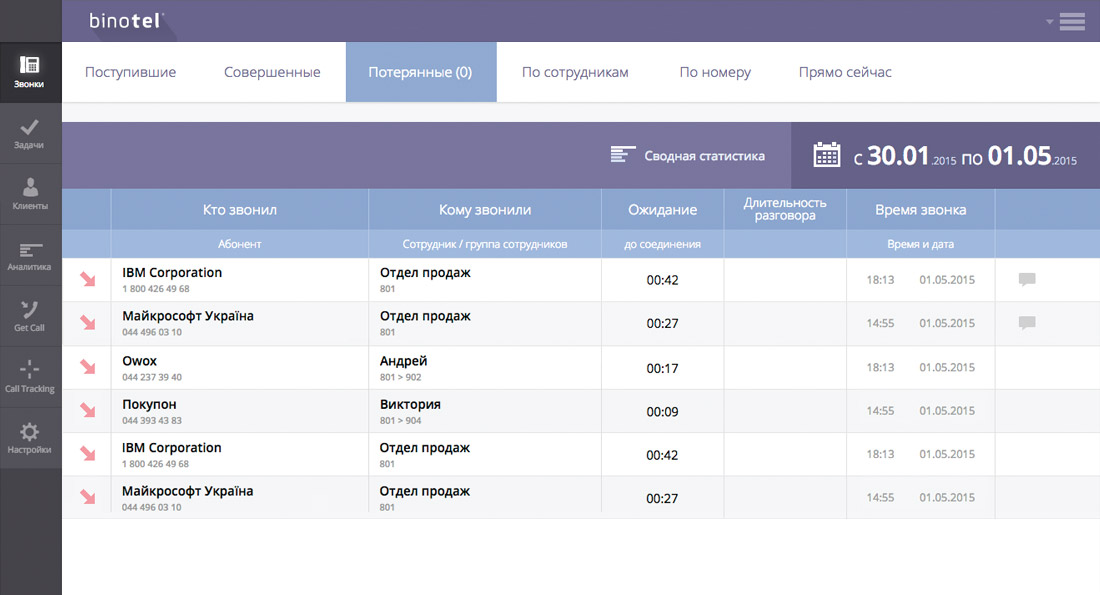 binotel
Звонки
Задачи
Клиенты
Аналитика
Get Call
Call Tracking
Настройки
Поступившие Совершенные Потерянные (0) По сотрудникам По номеру Прямо сейчас
Сводная статистика с 30.01.2015 по 01.05.2015
Кто звонил Кому звонили Ожидание Длительность разговора Время звонка
Абонент Сотрудник / группа сотрудников до соединения Время и дата
IBM Corporation Отдел продаж 00:42 18:13 01.05.2015
1 800 426 49 68 801
Майкрософт Україна Отдел продаж 00:27 14:55 01.05.2015
044 496 03 10 801
Owox Андрей 00:17 18:13 01.05.2015
044 237 39 40 801 > 902
Покупон Виктория 00:09 14:55 01.05.2015
044 393 43 83 801 > 904
IBM Corporation Отдел продаж 00:42 18:13 01.05.2015
1 800 426 49 68 801
Майкрософт Україна Отдел продаж 00:27 14:55 01.05.2015
044 496 03 10 801